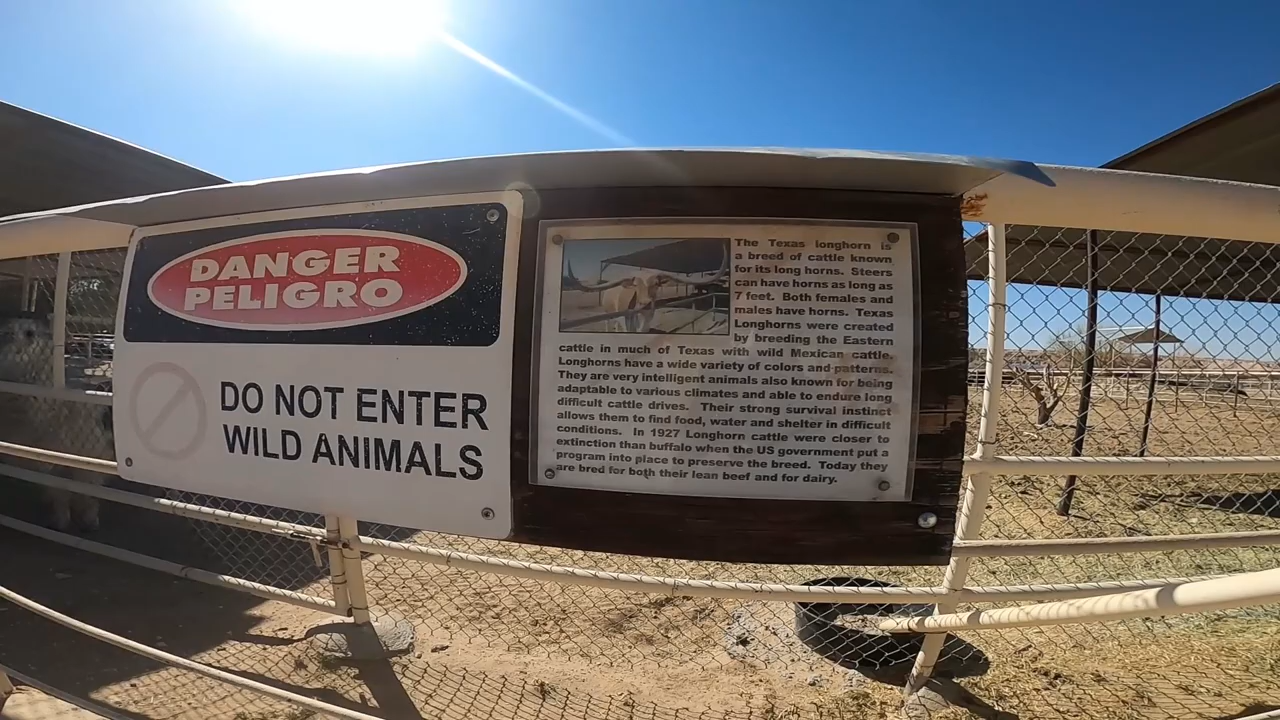 DANGER
PELIGRO
DO NOT ENTER
WILD ANIMALS
The Texas longhorn is
a breed of cattle known
for its long horns. Steers
can have horns as long as
7 feet. Both females and
males have horns. Texas
Longhorns were created
by breeding the Eastern
cattle in much of Texas with wild Mexican cattle.
Longhorns have a wide variety of colors and patterns.
They are very intelligent animals also known for being
adaptable to various climates and able to endure long
difficult cattle drives. Their strong survival instinct
allows them to find food, water and shelter in difficult
conditions. In 1927 Longhorn cattle were closer to
extinction than buffalo when the US government put a
program into place to preserve the breed. Today they
are bred for both their lean beef and for dairy.